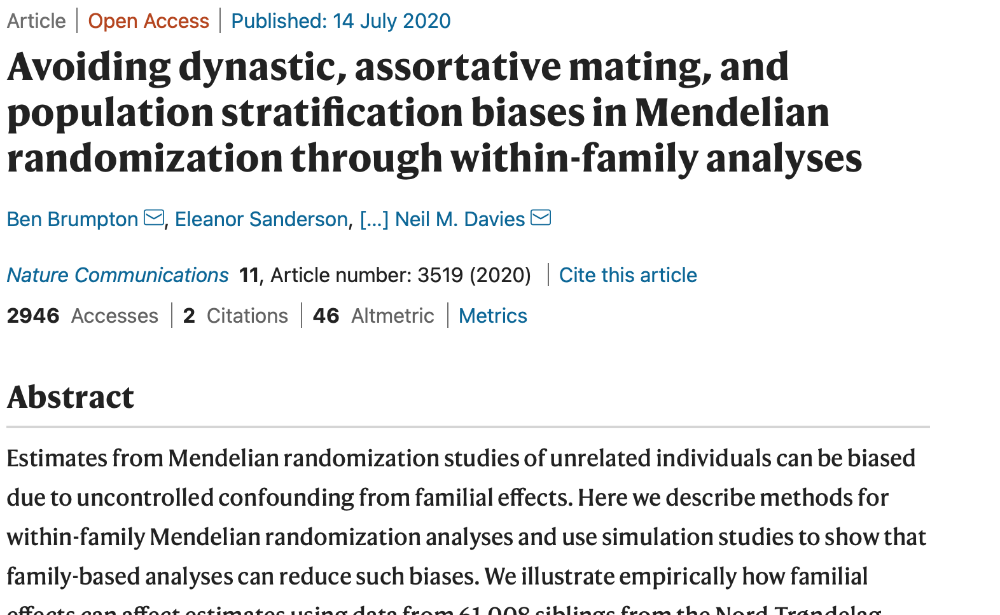 Article | Open Access | Published: 14 July 2020
Avoiding dynastic, assortative mating, and
population stratification biases in Mendelian
randomization through within-family analyses
Ben Brumpton, Eleanor Sanderson, [...] Neil M. Davies
Nature Communications 11, Article number: 3519 (2020) | Cite this article
2946 Accesses | 2 Citations | 46 Altmetric | Metrics
Abstract
Estimates from Mendelian randomization studies of unrelated individuals can be biased
due to uncontrolled confounding from familial effects. Here we describe methods for
within-family Mendelian randomization analyses and use simulation studies to show that
family-based analyses can reduce such biases. We illustrate empirically how familial
effects can affect estimates using data from 61,008 siblings from the Nord-Trøndelag